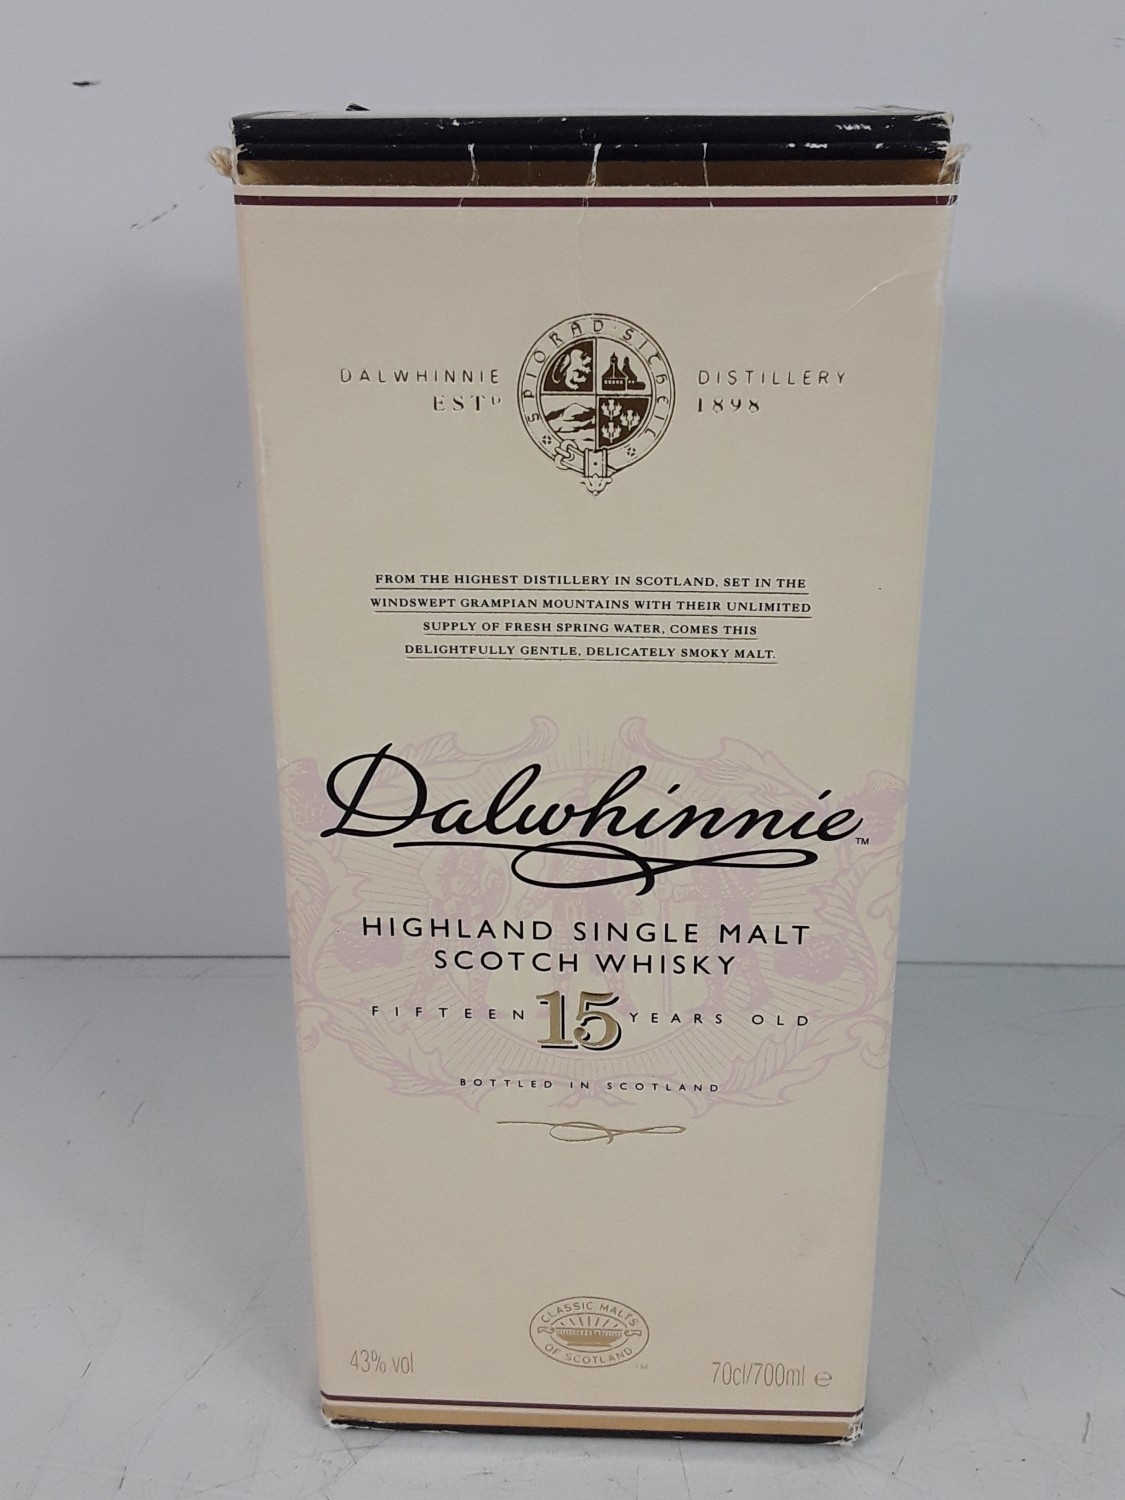 SPIORAD SITHEIL
DALWHINNIE DISTILLERY
ESTD 1898
FROM THE HIGHEST DISTILLERY IN SCOTLAND, SET IN THE
WINDSWEPT GRAMPIAN MOUNTAINS WITH THEIR UNLIMITED
SUPPLY OF FRESH SPRING WATER, COMES THIS
DELIGHTFULLY GENTLE, DELICATELY SMOKY MALT.
Dalwhinnie™
HIGHLAND SINGLE MALT
SCOTCH WHISKY
FIFTEEN 15 YEARS OLD
BOTTLED IN SCOTLAND
CLASSIC MALTS
OF SCOTLAND ™
43% vol 70cl/700ml e